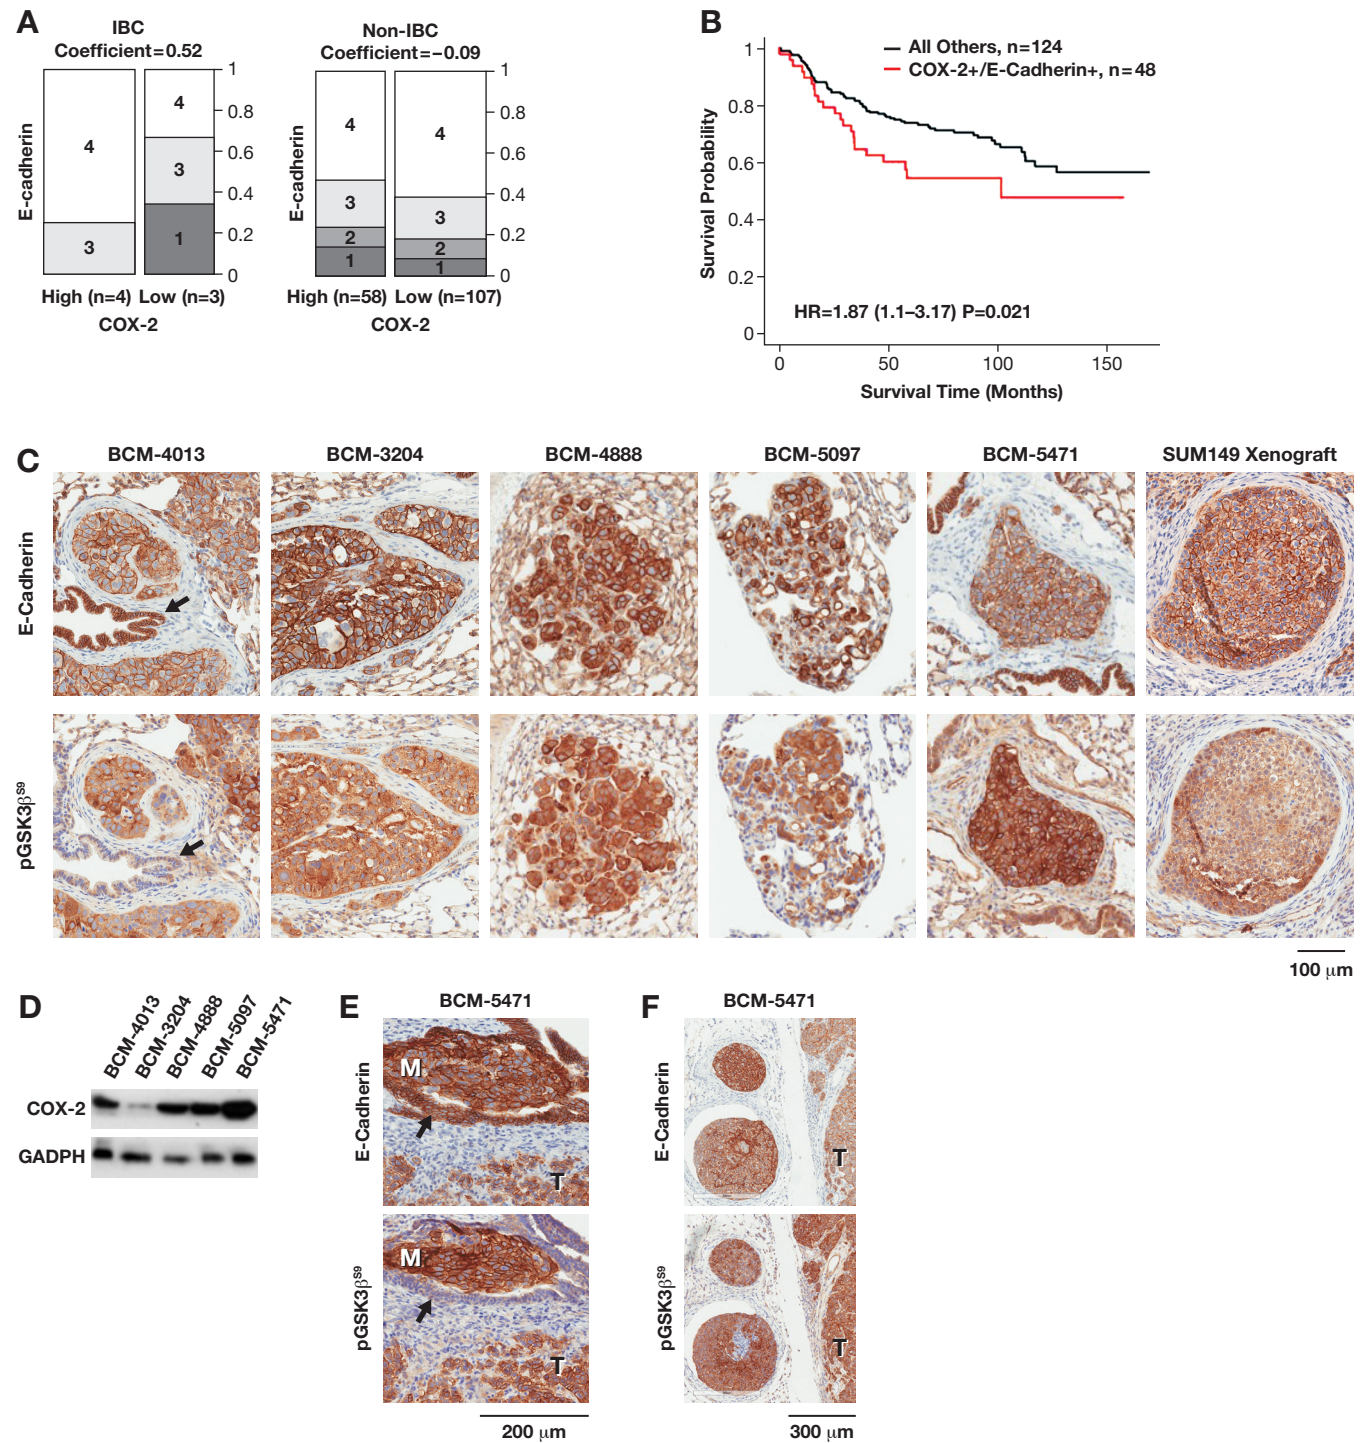 A
IBC
Coefficient=0.52
Non-IBC
Coefficient=−0.09
E-cadherin
4
3
4
3
1
1
0.8
0.6
0.4
0.2
0
High (n=4) Low (n=3)
COX-2
E-cadherin
4
3
2
1
4
3
2
1
1
0.8
0.6
0.4
0.2
0
High (n=58) Low (n=107)
COX-2
B
All Others, n=124
COX-2+/E-Cadherin+, n=48
Survival Probability
1
0.8
0.6
0.4
0.2
0
HR=1.87 (1.1–3.17) P=0.021
0 50 100 150
Survival Time (Months)
C
BCM-4013 BCM-3204 BCM-4888 BCM-5097 BCM-5471 SUM149 Xenograft
E-Cadherin
pGSK3β^S9
100 μm
D
BCM-4013
BCM-3204
BCM-4888
BCM-5097
BCM-5471
COX-2
GADPH
E
BCM-5471
E-Cadherin
M
T
pGSK3β^S9
M
T
200 μm
F
BCM-5471
E-Cadherin
T
pGSK3β^S9
T
300 μm